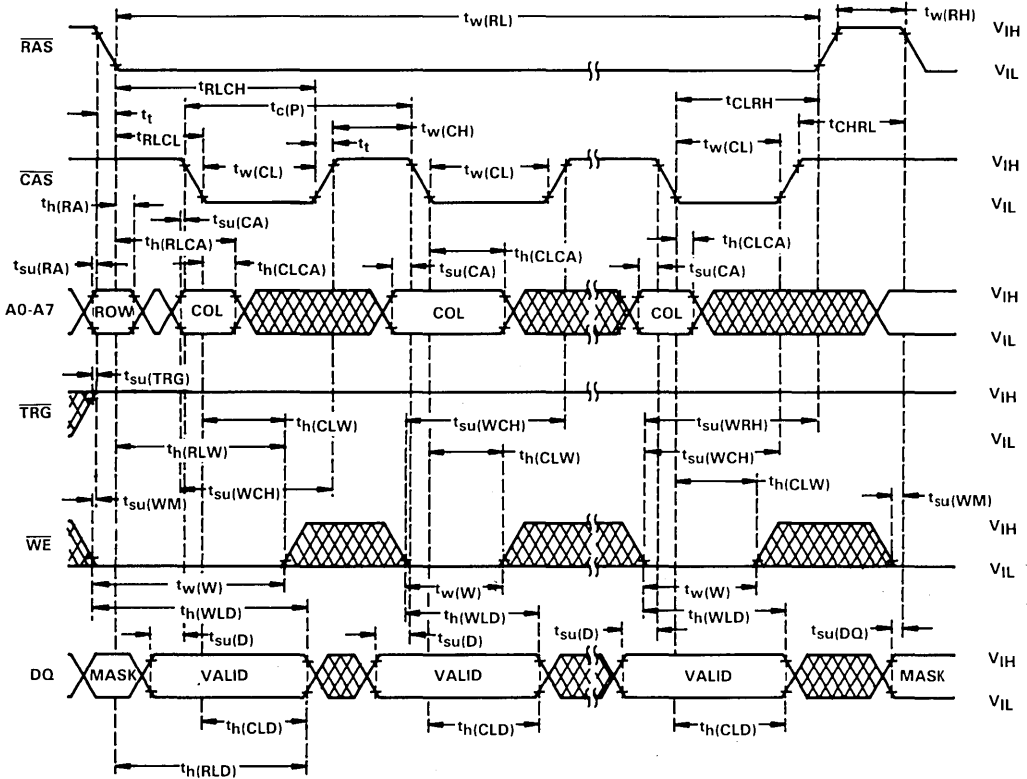 tw(RL)
tw(RH)
RAS
VIH
VIL
tRLCH
tc(P)
tCLRH
tt
tRLCL
tw(CH)
tt
tCHRL
CAS
tw(CL)
tw(CL)
tw(CL)
VIH
VIL
th(RA)
tsu(CA)
th(RLCA)
tsu(RA)
th(CLCA)
th(CLCA)
tsu(CA)
th(CLCA)
tsu(CA)
A0-A7
ROW
COL
COL
COL
VIH
VIL
tsu(TRG)
TRG
VIH
VIL
th(CLW)
tsu(WCH)
tsu(WRH)
th(RLW)
th(CLW)
tsu(WCH)
tsu(WCH)
th(CLW)
tsu(WM)
tsu(WM)
WE
VIH
VIL
tw(W)
tw(W)
tw(W)
th(WLD)
th(WLD)
th(WLD)
tsu(D)
tsu(D)
tsu(D)
tsu(DQ)
DQ
MASK
VALID
VALID
VALID
MASK
VIH
VIL
th(CLD)
th(CLD)
th(CLD)
th(RLD)